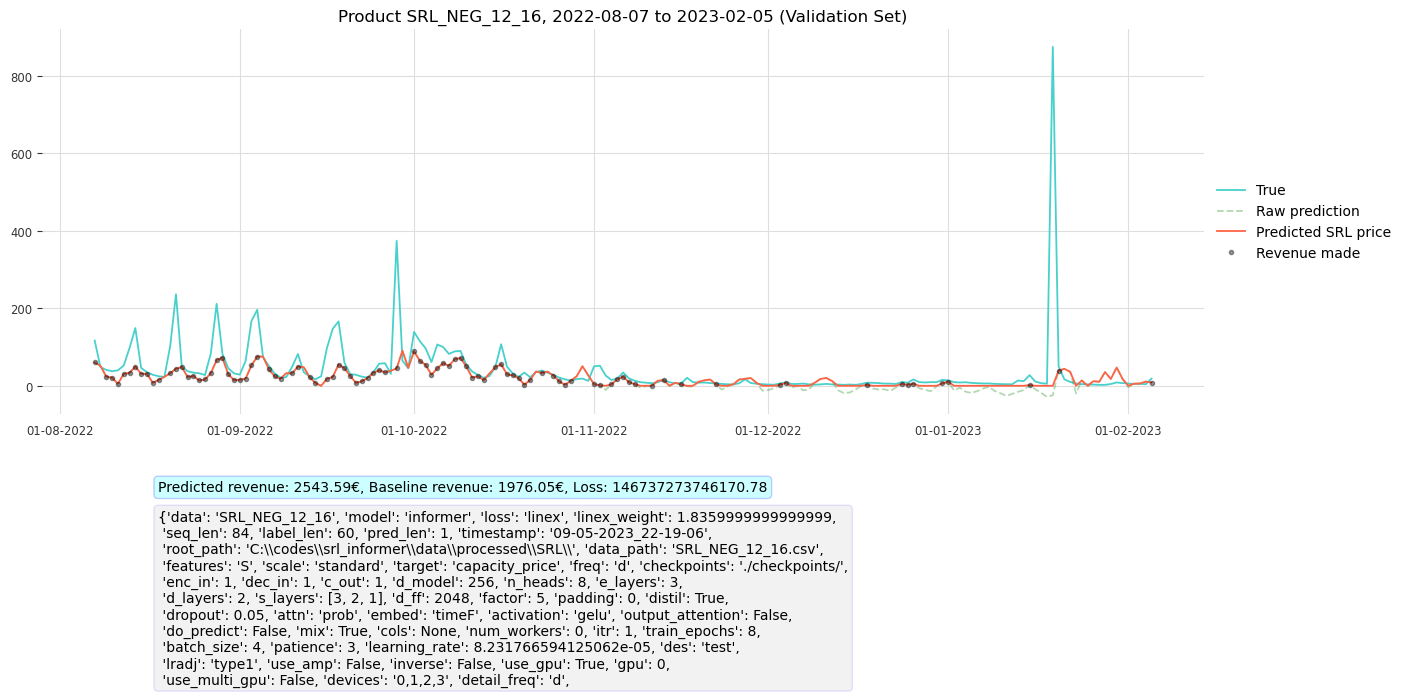 Product SRL_NEG_12_16, 2022-08-07 to 2023-02-05 (Validation Set)
800
600
400
200
0
01-08-2022
01-09-2022
01-10-2022
01-11-2022
01-12-2022
01-01-2023
01-02-2023
True
Raw prediction
Predicted SRL price
Revenue made
Predicted revenue: 2543.59€, Baseline revenue: 1976.05€, Loss: 146737273746170.78
{'data': 'SRL_NEG_12_16', 'model': 'informer', 'loss': 'linex', 'linex_weight': 1.8359999999999999,
'seq_len': 84, 'label_len': 60, 'pred_len': 1, 'timestamp': '09-05-2023_22-19-06',
'root_path': 'C:\\codes\\srl_informer\\data\\processed\\SRL\\', 'data_path': 'SRL_NEG_12_16.csv',
'features': 'S', 'scale': 'standard', 'target': 'capacity_price', 'freq': 'd', 'checkpoints': './checkpoints/',
'enc_in': 1, 'dec_in': 1, 'c_out': 1, 'd_model': 256, 'n_heads': 8, 'e_layers': 3,
'd_layers': 2, 's_layers': [3, 2, 1], 'd_ff': 2048, 'factor': 5, 'padding': 0, 'distil': True,
'dropout': 0.05, 'attn': 'prob', 'embed': 'timeF', 'activation': 'gelu', 'output_attention': False,
'do_predict': False, 'mix': True, 'cols': None, 'num_workers': 0, 'itr': 1, 'train_epochs': 8,
'batch_size': 4, 'patience': 3, 'learning_rate': 8.231766594125062e-05, 'des': 'test',
'lradj': 'type1', 'use_amp': False, 'inverse': False, 'use_gpu': True, 'gpu': 0,
'use_multi_gpu': False, 'devices': '0,1,2,3', 'detail_freq': 'd',